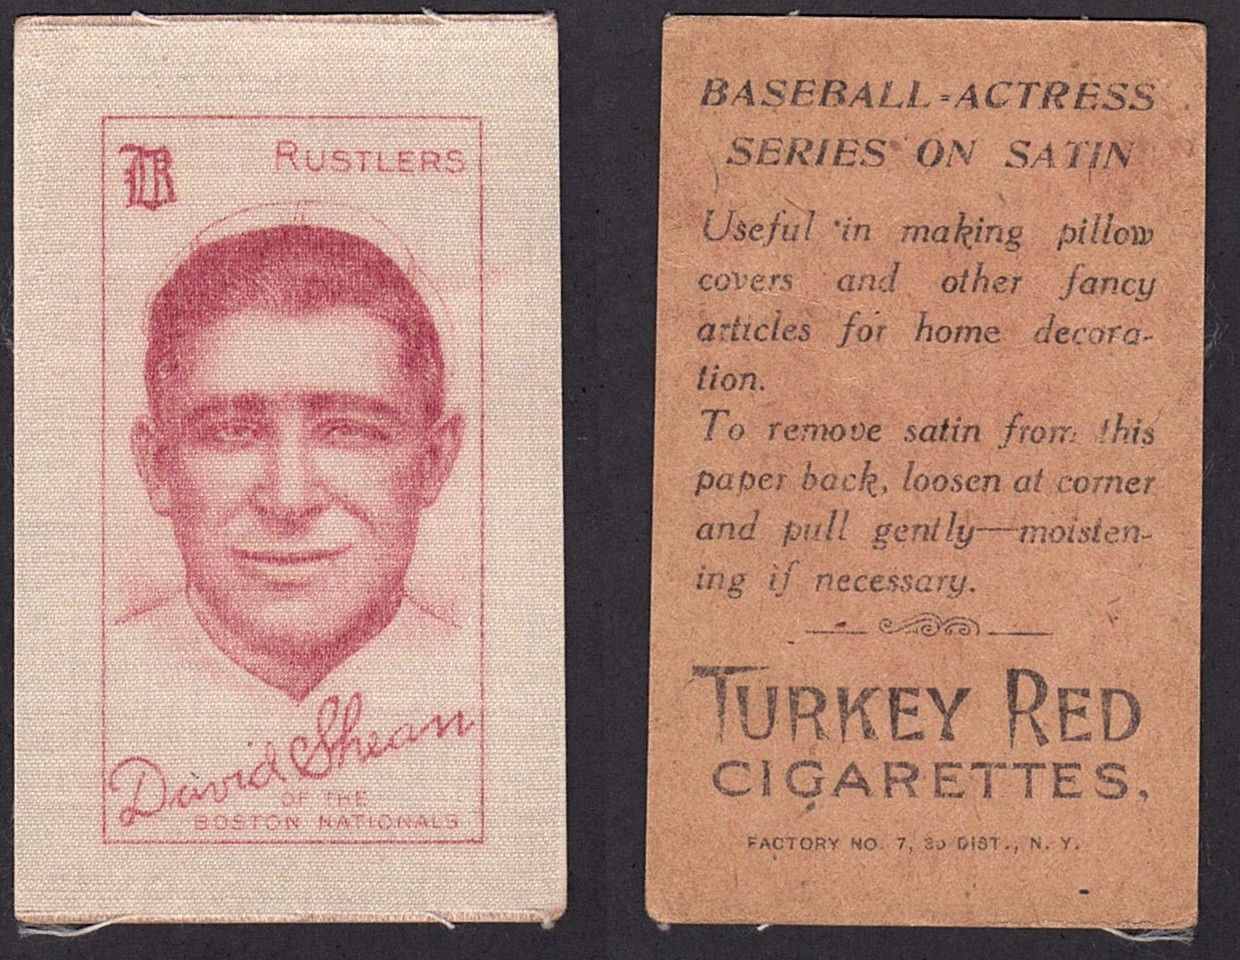 B
RUSTLERS
David Shean
OF THE
BOSTON NATIONALS
BASEBALL=ACTRESS
SERIES ON SATIN
Useful in making pillow
covers and other fancy
articles for home decora-
tion.
To remove satin from this
paper back, loosen at corner
and pull gently—moisten-
ing if necessary.
TURKEY RED
CIGARETTES,
FACTORY NO. 7, 3D DIST., N. Y.